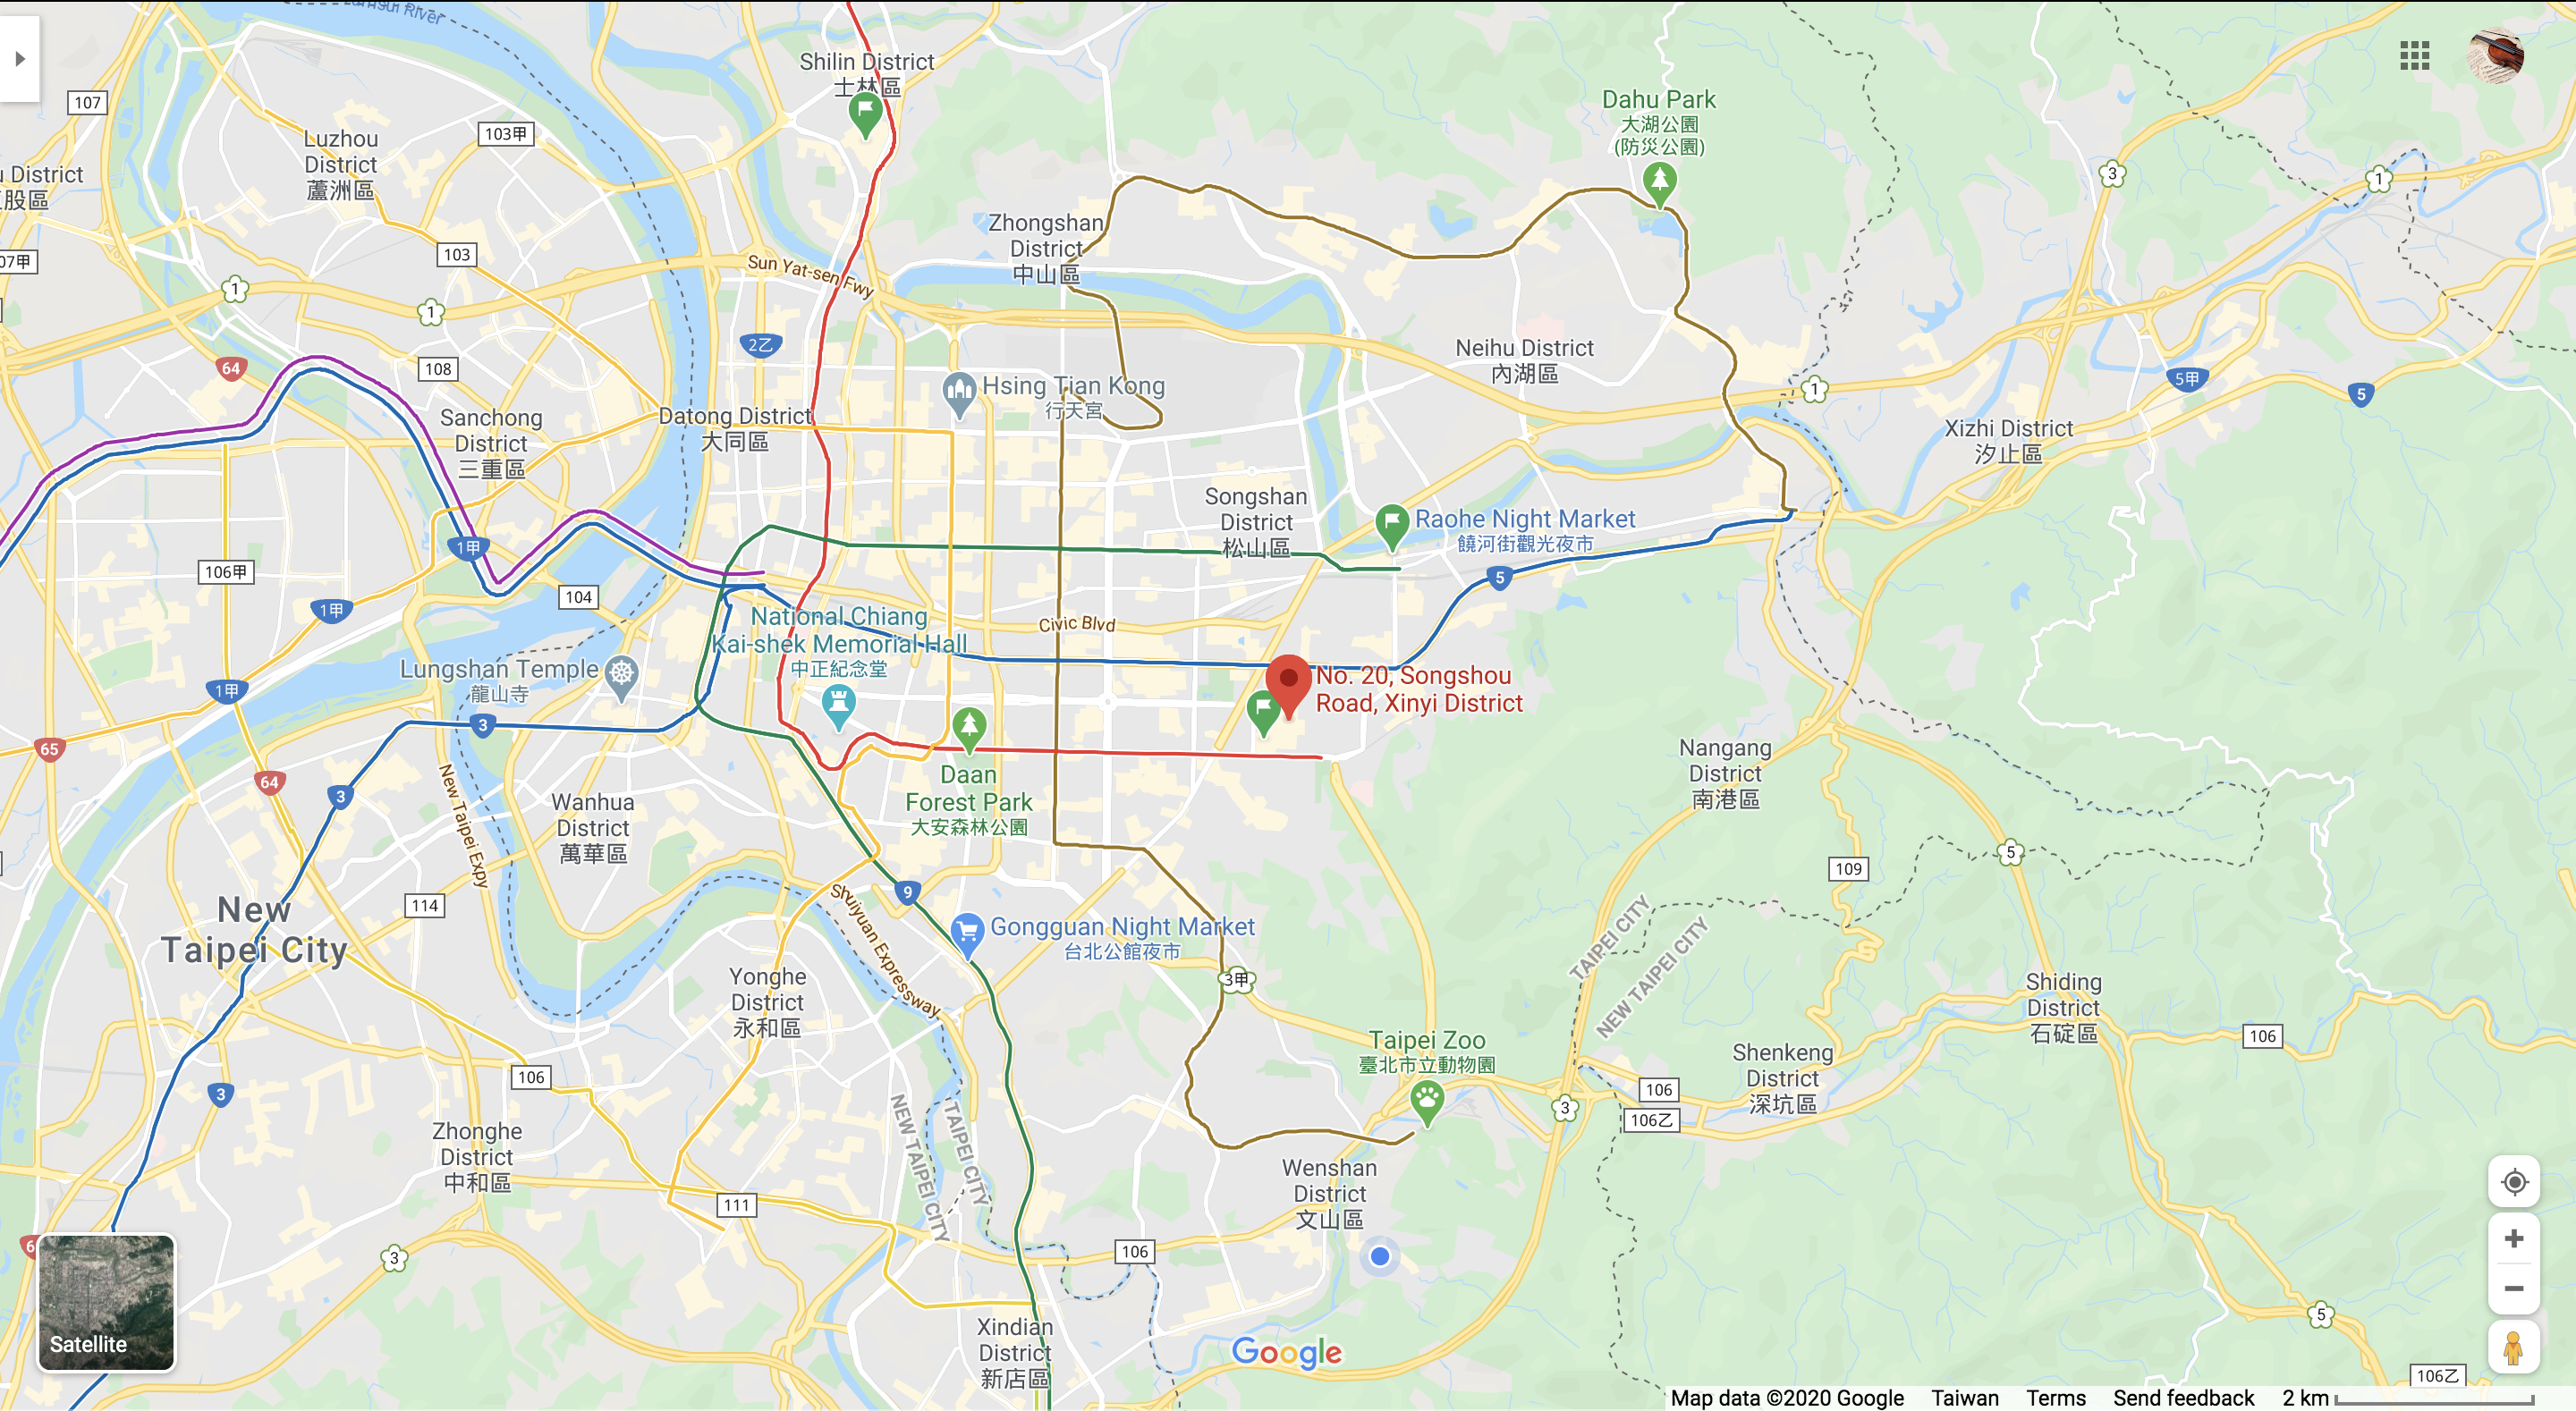 Shilin District
士林區
107
103甲
Luzhou
District
蘆洲區
District
股區
Dahu Park
大湖公園
(防災公園)
3
1
Zhongshan
District
中山區
103
07甲
Sun Yat-sen Fwy
1
1
2乙
64
108
Neihu District
內湖區
Hsing Tian Kong
行天宮
1
5甲
5
Sanchong
District
三重區
Datong District
大同區
Xizhi District
汐止區
Songshan
District
松山區
Raohe Night Market
饒河街觀光夜市
1甲
106甲
104
1甲
5
National Chiang
Kai-shek Memorial Hall
中正紀念堂
Civic Blvd
Lungshan Temple
龍山寺
1甲
3
No. 20, Songshou
Road, Xinyi District
65
64
3
New Taipei Expy
Daan
Forest Park
大安森林公園
Nangang
District
南港區
Wanhua
District
萬華區
5
109
114
9
New
Taipei City
Shuiyuan Expressway
Gongguan Night Market
台北公館夜市
TAIPEI CITY
NEW TAIPEI CITY
3甲
Yonghe
District
永和區
Shiding
District
石碇區
106
Taipei Zoo
臺北市立動物園
Shenkeng
District
深坑區
106
3
106
3
106乙
NEW TAIPEI CITY
TAIPEI CITY
Zhonghe
District
中和區
Wenshan
District
文山區
111
106
3
6
5
Xindian
District
新店區
Satellite
Google
106乙
Map data ©2020 Google
Taiwan
Terms
Send feedback
2 km